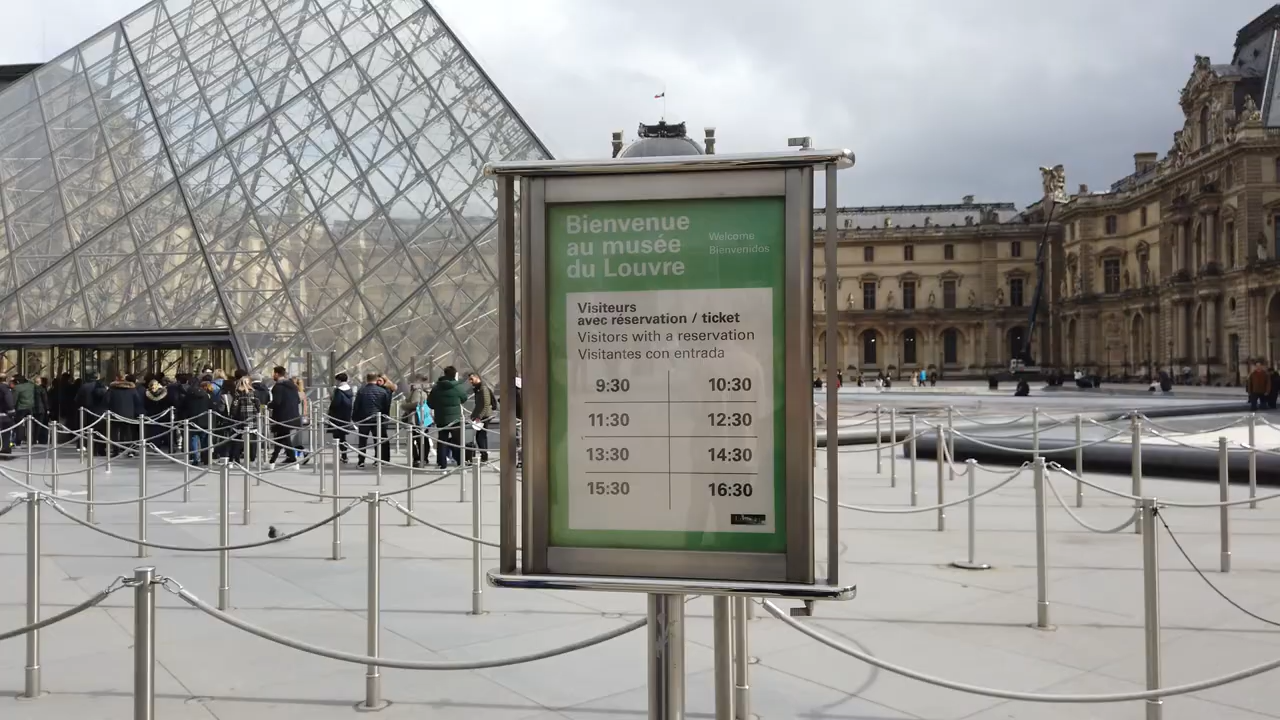 Bienvenue
au musée
du Louvre
Welcome
Bienvenidos
Visiteurs
avec réservation / ticket
Visitors with a reservation
Visitantes con entrada
9:30 10:30
11:30 12:30
13:30 14:30
15:30 16:30